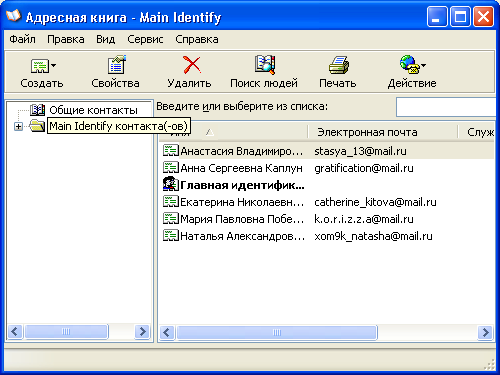 Адресная книга - Main Identify
Файл Правка Вид Сервис Справка
Создать Свойства Удалить Поиск людей Печать Действие
Введите или выберите из списка:
Общие контакты
Main Identify контакта(-ов)
Имя / Электронная почта Служ
Анастасия Владимиро... stasya_13@mail.ru
Анна Сергеевна Каплун gratification@mail.ru
Главная идентифик...
Екатерина Николаевн... catherine_kitova@mail.ru
Мария Павловна Побе... k.o.r.i.z.z.a@mail.ru
Наталья Александров... xom9k_natasha@mail.ru